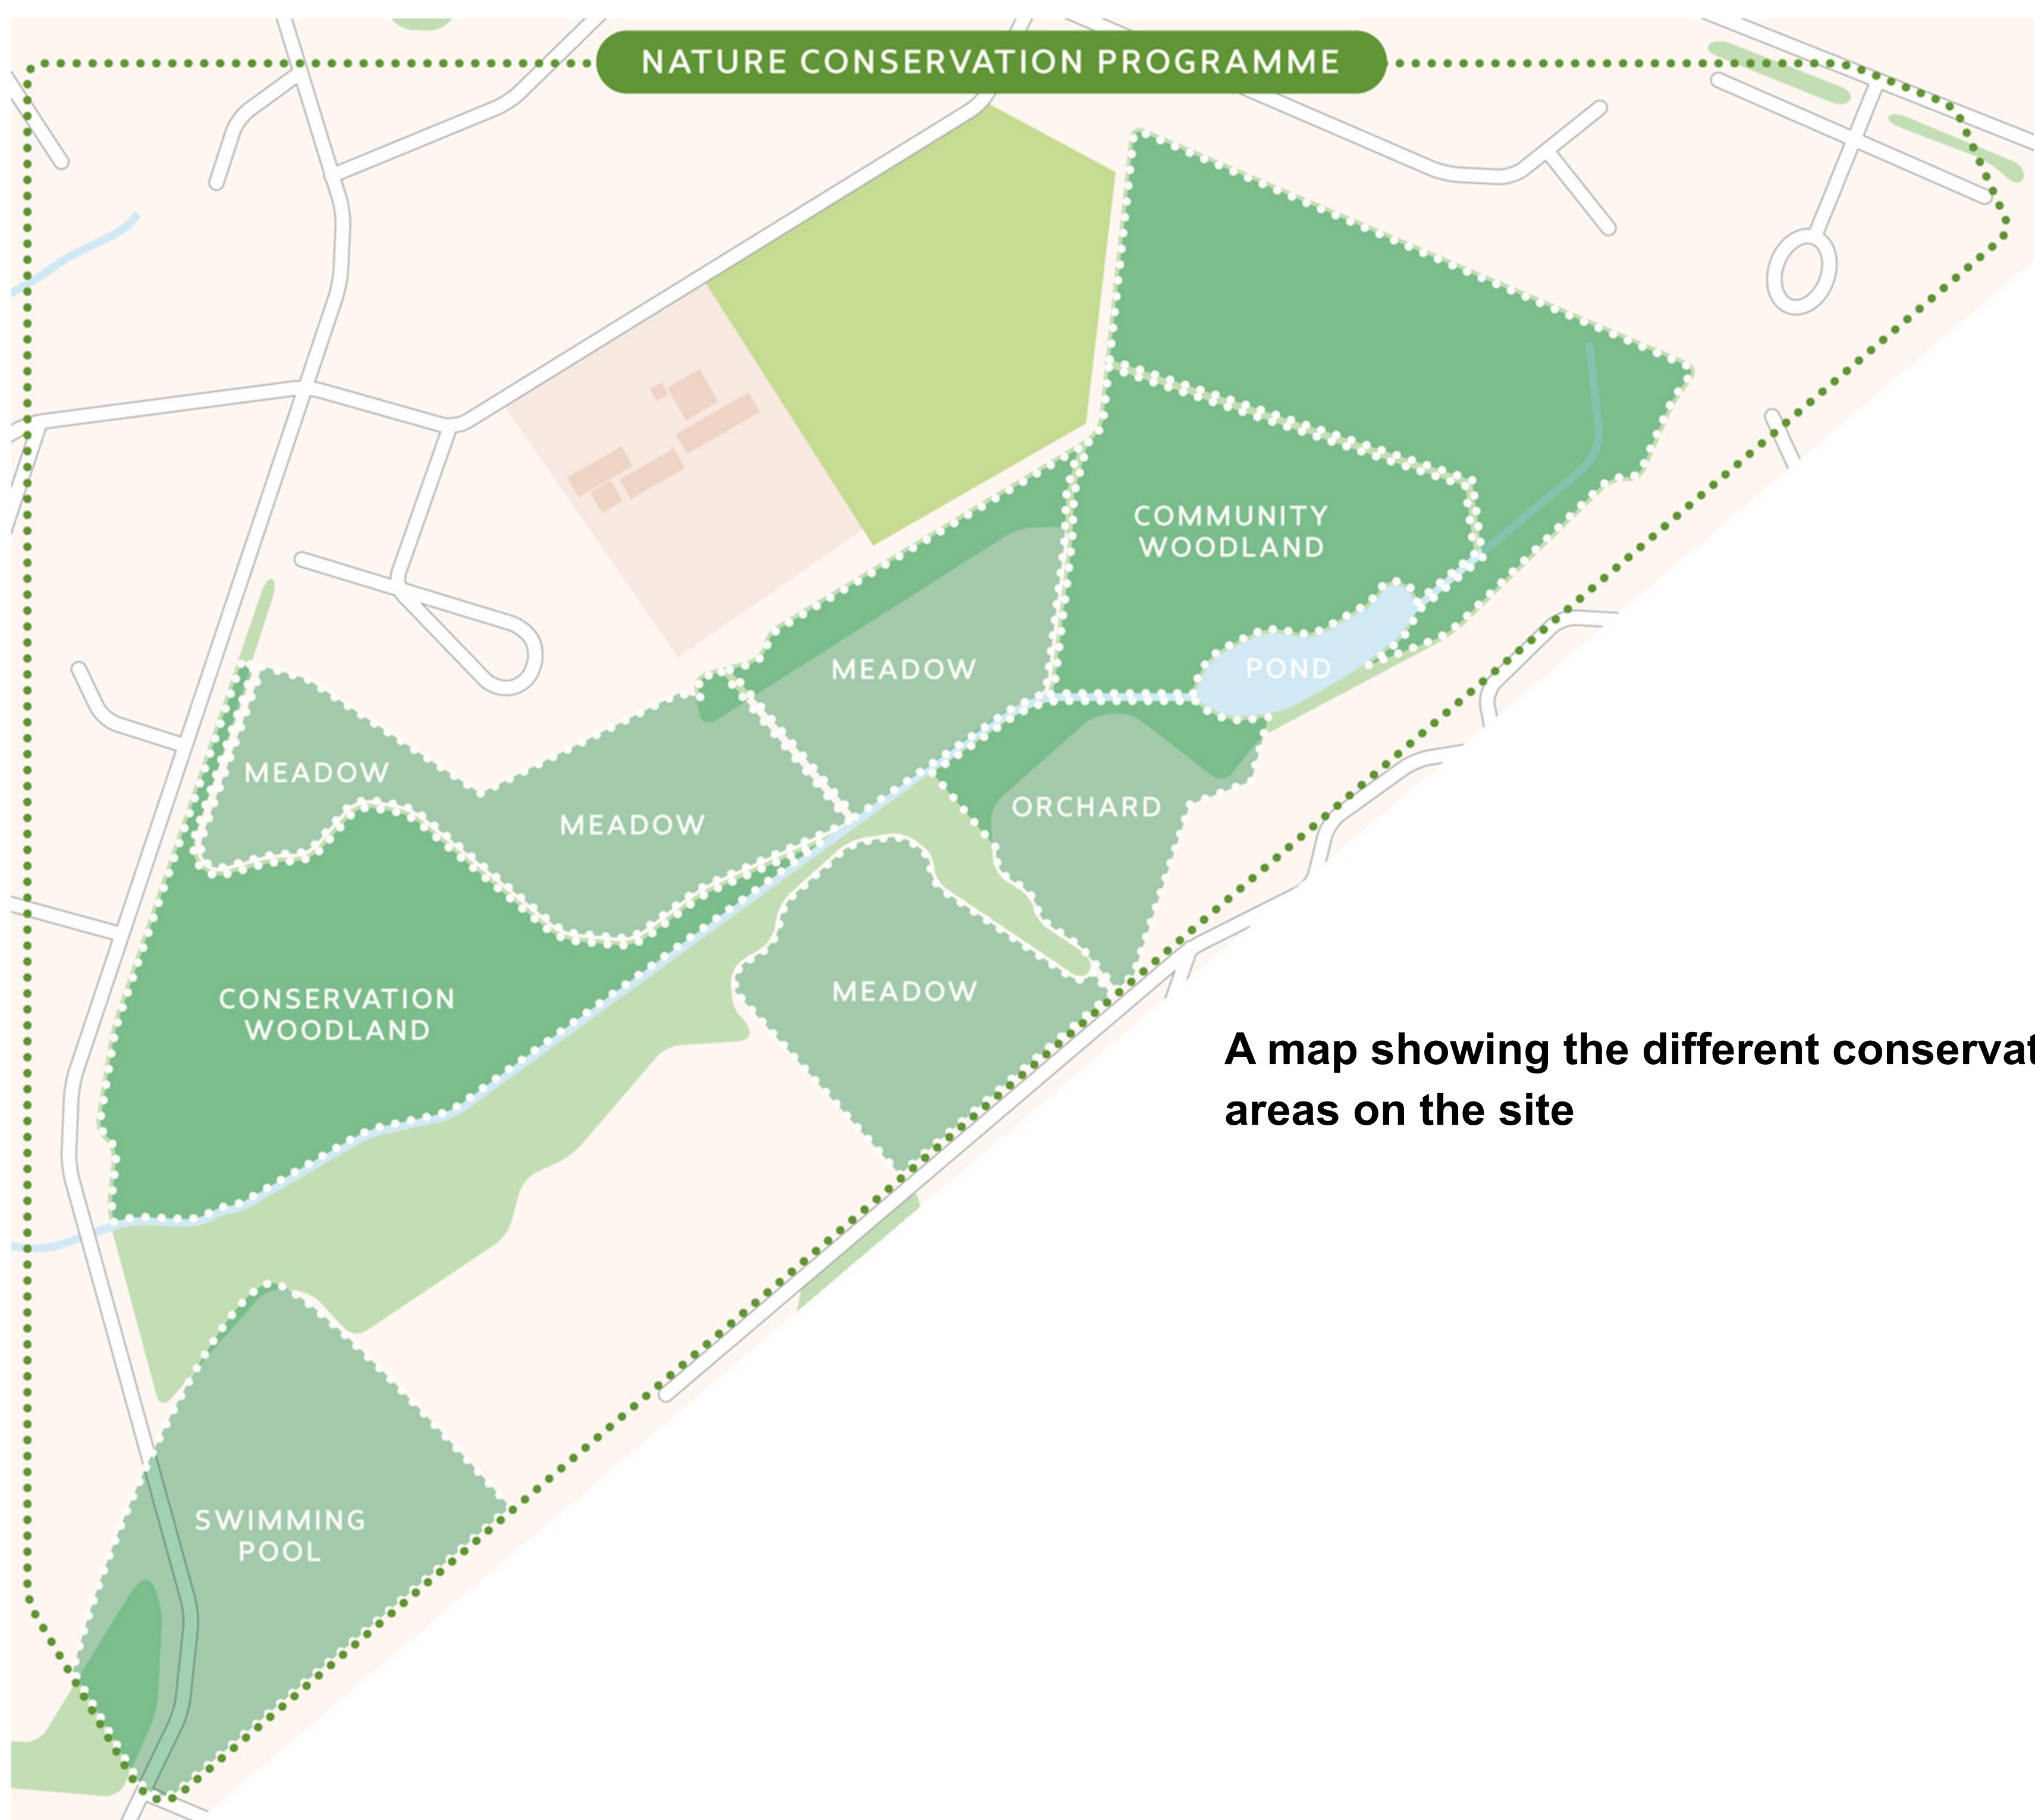 NATURE CONSERVATION PROGRAMME
COMMUNITY
WOODLAND
MEADOW
POND
MEADOW
ORCHARD
MEADOW
CONSERVATION
WOODLAND
MEADOW
A map showing the different
areas on the site
SWIMMING
POOL